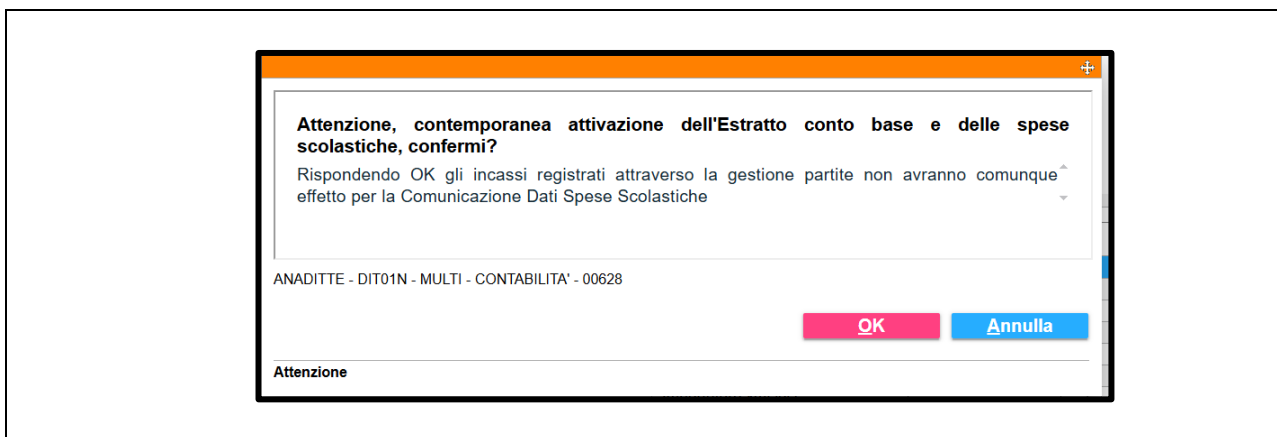 Attenzione, contemporanea attivazione dell'Estratto conto base e delle spese
scolastiche, confermi?
Rispondendo OK gli incassi registrati attraverso la gestione partite non avranno comunque
effetto per la Comunicazione Dati Spese Scolastiche
ANADITTE - DIT01N - MULTI - CONTABILITA' - 00628
OK Annulla
Attenzione